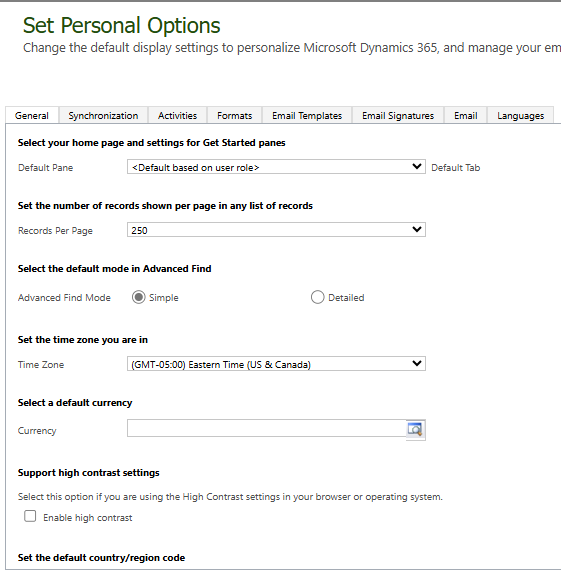 Set Personal Options
Change the default display settings to personalize Microsoft Dynamics 365, and manage your em
General Synchronization Activities Formats Email Templates Email Signatures Email Languages
Select your home page and settings for Get Started panes
Default Pane <Default based on user role> Default Tab
Set the number of records shown per page in any list of records
Records Per Page 250
Select the default mode in Advanced Find
Advanced Find Mode Simple Detailed
Set the time zone you are in
Time Zone (GMT-05:00) Eastern Time (US & Canada)
Select a default currency
Currency
Support high contrast settings
Select this option if you are using the High Contrast settings in your browser or operating system.
Enable high contrast
Set the default country/region code